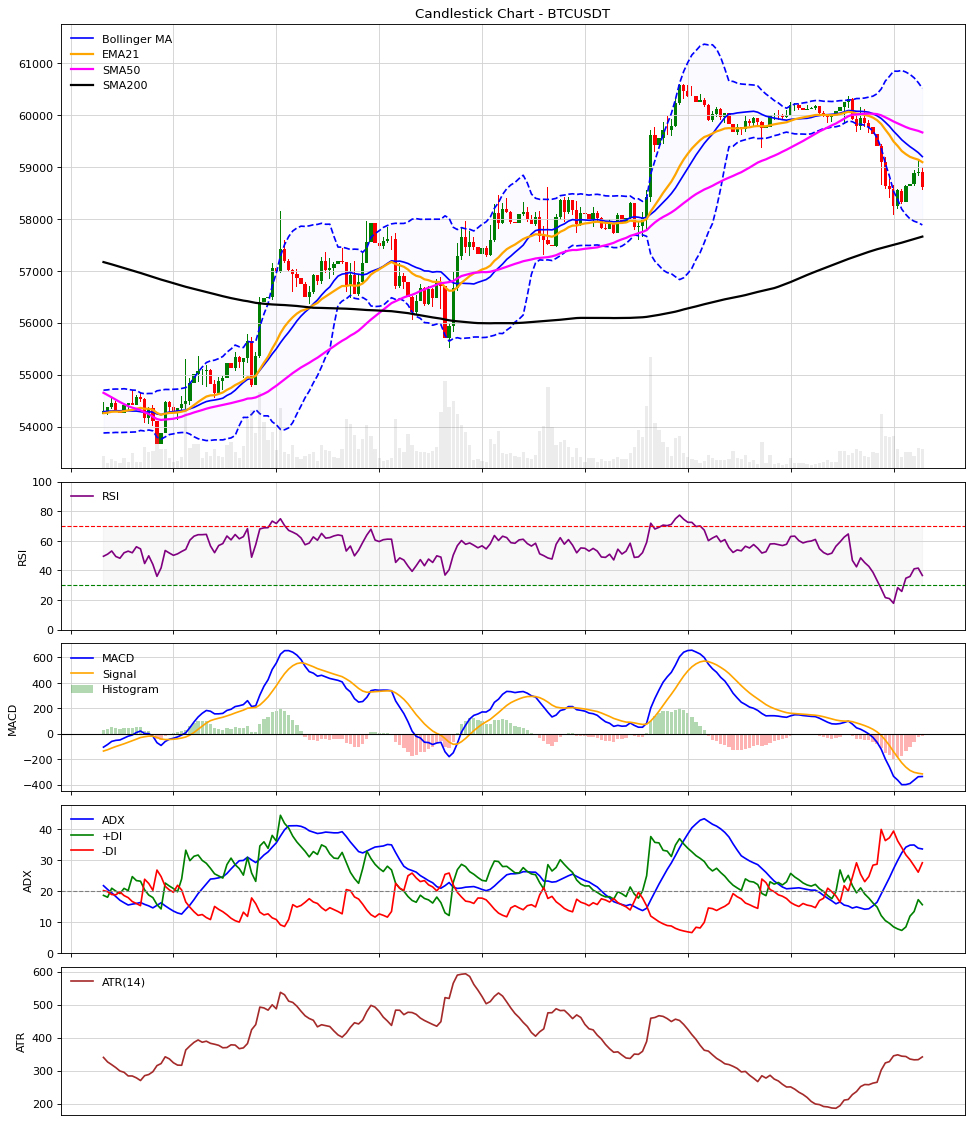 Candlestick Chart - BTCUSDT
Bollinger MA
EMA21
SMA50
SMA200
61000
60000
59000
58000
57000
56000
55000
54000
RSI
100
80
60
40
20
0
RSI
MACD
Signal
Histogram
600
400
200
0
−200
−400
MACD
ADX
+DI
-DI
40
30
20
10
0
ADX
ATR(14)
600
500
400
300
200
ATR